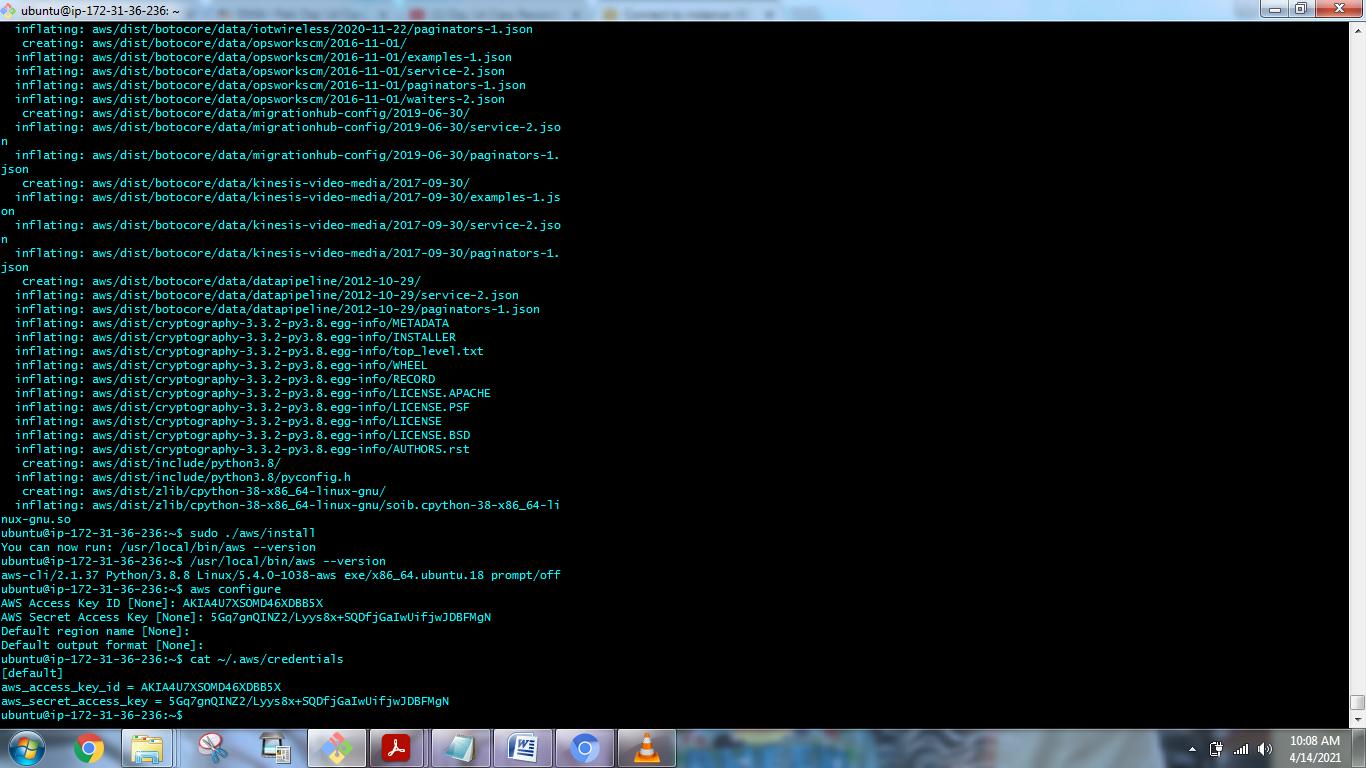 ubuntu@ip-172-31-36-236: ~
inflating: aws/dist/botocore/data/iotwireless/2020-11-22/paginators-1.json
creating: aws/dist/botocore/data/opsworkscm/2016-11-01/
inflating: aws/dist/botocore/data/opsworkscm/2016-11-01/examples-1.json
inflating: aws/dist/botocore/data/opsworkscm/2016-11-01/service-2.json
inflating: aws/dist/botocore/data/opsworkscm/2016-11-01/paginators-1.json
inflating: aws/dist/botocore/data/opsworkscm/2016-11-01/waiters-2.json
creating: aws/dist/botocore/data/migrationhub-config/2019-06-30/
inflating: aws/dist/botocore/data/migrationhub-config/2019-06-30/service-2.jso
n
inflating: aws/dist/botocore/data/migrationhub-config/2019-06-30/paginators-1.
json
creating: aws/dist/botocore/data/kinesis-video-media/2017-09-30/
inflating: aws/dist/botocore/data/kinesis-video-media/2017-09-30/examples-1.js
on
inflating: aws/dist/botocore/data/kinesis-video-media/2017-09-30/service-2.jso
n
inflating: aws/dist/botocore/data/kinesis-video-media/2017-09-30/paginators-1.
json
creating: aws/dist/botocore/data/datapipeline/2012-10-29/
inflating: aws/dist/botocore/data/datapipeline/2012-10-29/service-2.json
inflating: aws/dist/botocore/data/datapipeline/2012-10-29/paginators-1.json
inflating: aws/dist/cryptography-3.3.2-py3.8.egg-info/METADATA
inflating: aws/dist/cryptography-3.3.2-py3.8.egg-info/INSTALLER
inflating: aws/dist/cryptography-3.3.2-py3.8.egg-info/top_level.txt
inflating: aws/dist/cryptography-3.3.2-py3.8.egg-info/WHEEL
inflating: aws/dist/cryptography-3.3.2-py3.8.egg-info/RECORD
inflating: aws/dist/cryptography-3.3.2-py3.8.egg-info/LICENSE.APACHE
inflating: aws/dist/cryptography-3.3.2-py3.8.egg-info/LICENSE.PSF
inflating: aws/dist/cryptography-3.3.2-py3.8.egg-info/LICENSE
inflating: aws/dist/cryptography-3.3.2-py3.8.egg-info/LICENSE.BSD
inflating: aws/dist/cryptography-3.3.2-py3.8.egg-info/AUTHORS.rst
creating: aws/dist/include/python3.8/
inflating: aws/dist/include/python3.8/pyconfig.h
creating: aws/dist/zlib/cpython-38-x86_64-linux-gnu/
inflating: aws/dist/zlib/cpython-38-x86_64-linux-gnu/soib.cpython-38-x86_64-li
nux-gnu.so
ubuntu@ip-172-31-36-236:~$ sudo ./aws/install
You can now run: /usr/local/bin/aws --version
ubuntu@ip-172-31-36-236:~$ /usr/local/bin/aws --version
aws-cli/2.1.37 Python/3.8.8 Linux/5.4.0-1038-aws exe/x86_64.ubuntu.18 prompt/off
ubuntu@ip-172-31-36-236:~$ aws configure
AWS Access Key ID [None]: AKIA4U7XSOMD46XDBB5X
AWS Secret Access Key [None]: 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
Default region name [None]:
Default output format [None]:
ubuntu@ip-172-31-36-236:~$ cat ~/.aws/credentials
[default]
aws_access_key_id = AKIA4U7XSOMD46XDBB5X
aws_secret_access_key = 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
ubuntu@ip-172-31-36-236:~$
10:08 AM
4/14/2021